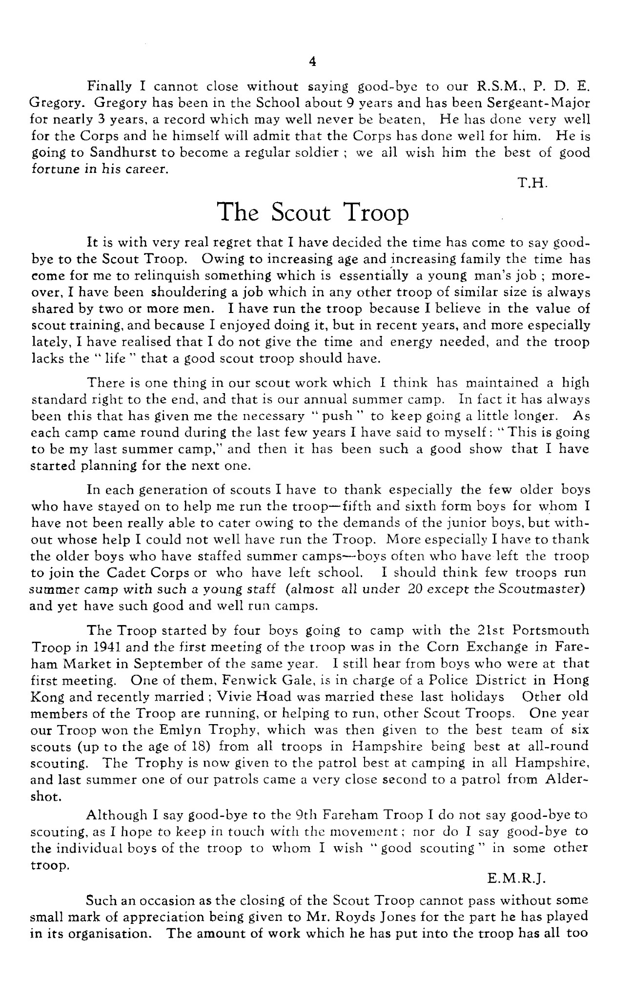 4
Finally I cannot close without saying good-bye to our R.S.M., P. D. E.
Gregory. Gregory has been in the School about 9 years and has been Sergeant-Major
for nearly 3 years, a record which may well never be beaten, He has done very well
for the Corps and he himself will admit that the Corps has done well for him. He is
going to Sandhurst to become a regular soldier ; we all wish him the best of good
fortune in his career.
T.H.
The Scout Troop
It is with very real regret that I have decided the time has come to say good-
bye to the Scout Troop. Owing to increasing age and increasing family the time has
come for me to relinquish something which is essentially a young man's job ; more-
over, I have been shouldering a job which in any other troop of similar size is always
shared by two or more men. I have run the troop because I believe in the value of
scout training, and because I enjoyed doing it, but in recent years, and more especially
lately, I have realised that I do not give the time and energy needed, and the troop
lacks the " life " that a good scout troop should have.
There is one thing in our scout work which I think has maintained a high
standard right to the end, and that is our annual summer camp. In fact it has always
been this that has given me the necessary " push " to keep going a little longer. As
each camp came round during the last few years I have said to myself : " This is going
to be my last summer camp," and then it has been such a good show that I have
started planning for the next one.
In each generation of scouts I have to thank especially the few older boys
who have stayed on to help me run the troop—fifth and sixth form boys for whom I
have not been really able to cater owing to the demands of the junior boys, but with-
out whose help I could not well have run the Troop. More especially I have to thank
the older boys who have staffed summer camps—boys often who have left the troop
to join the Cadet Corps or who have left school. I should think few troops run
summer camp with such a young staff (almost all under 20 except the Scoutmaster)
and yet have such good and well run camps.
The Troop started by four boys going to camp with the 21st Portsmouth
Troop in 1941 and the first meeting of the troop was in the Corn Exchange in Fare-
ham Market in September of the same year. I still hear from boys who were at that
first meeting. One of them, Fenwick Gale, is in charge of a Police District in Hong
Kong and recently married ; Vivie Hoad was married these last holidays Other old
members of the Troop are running, or helping to run, other Scout Troops. One year
our Troop won the Emlyn Trophy, which was then given to the best team of six
scouts (up to the age of 18) from all troops in Hampshire being best at all-round
scouting. The Trophy is now given to the patrol best at camping in all Hampshire,
and last summer one of our patrols came a very close second to a patrol from Alder-
shot.
Although I say good-bye to the 9th Fareham Troop I do not say good-bye to
scouting, as I hope to keep in touch with the movement ; nor do I say good-bye to
the individual boys of the troop to whom I wish " good scouting " in some other
troop.
E.M.R.J.
Such an occasion as the closing of the Scout Troop cannot pass without some
small mark of appreciation being given to Mr. Royds Jones for the part he has played
in its organisation. The amount of work which he has put into the troop has all too